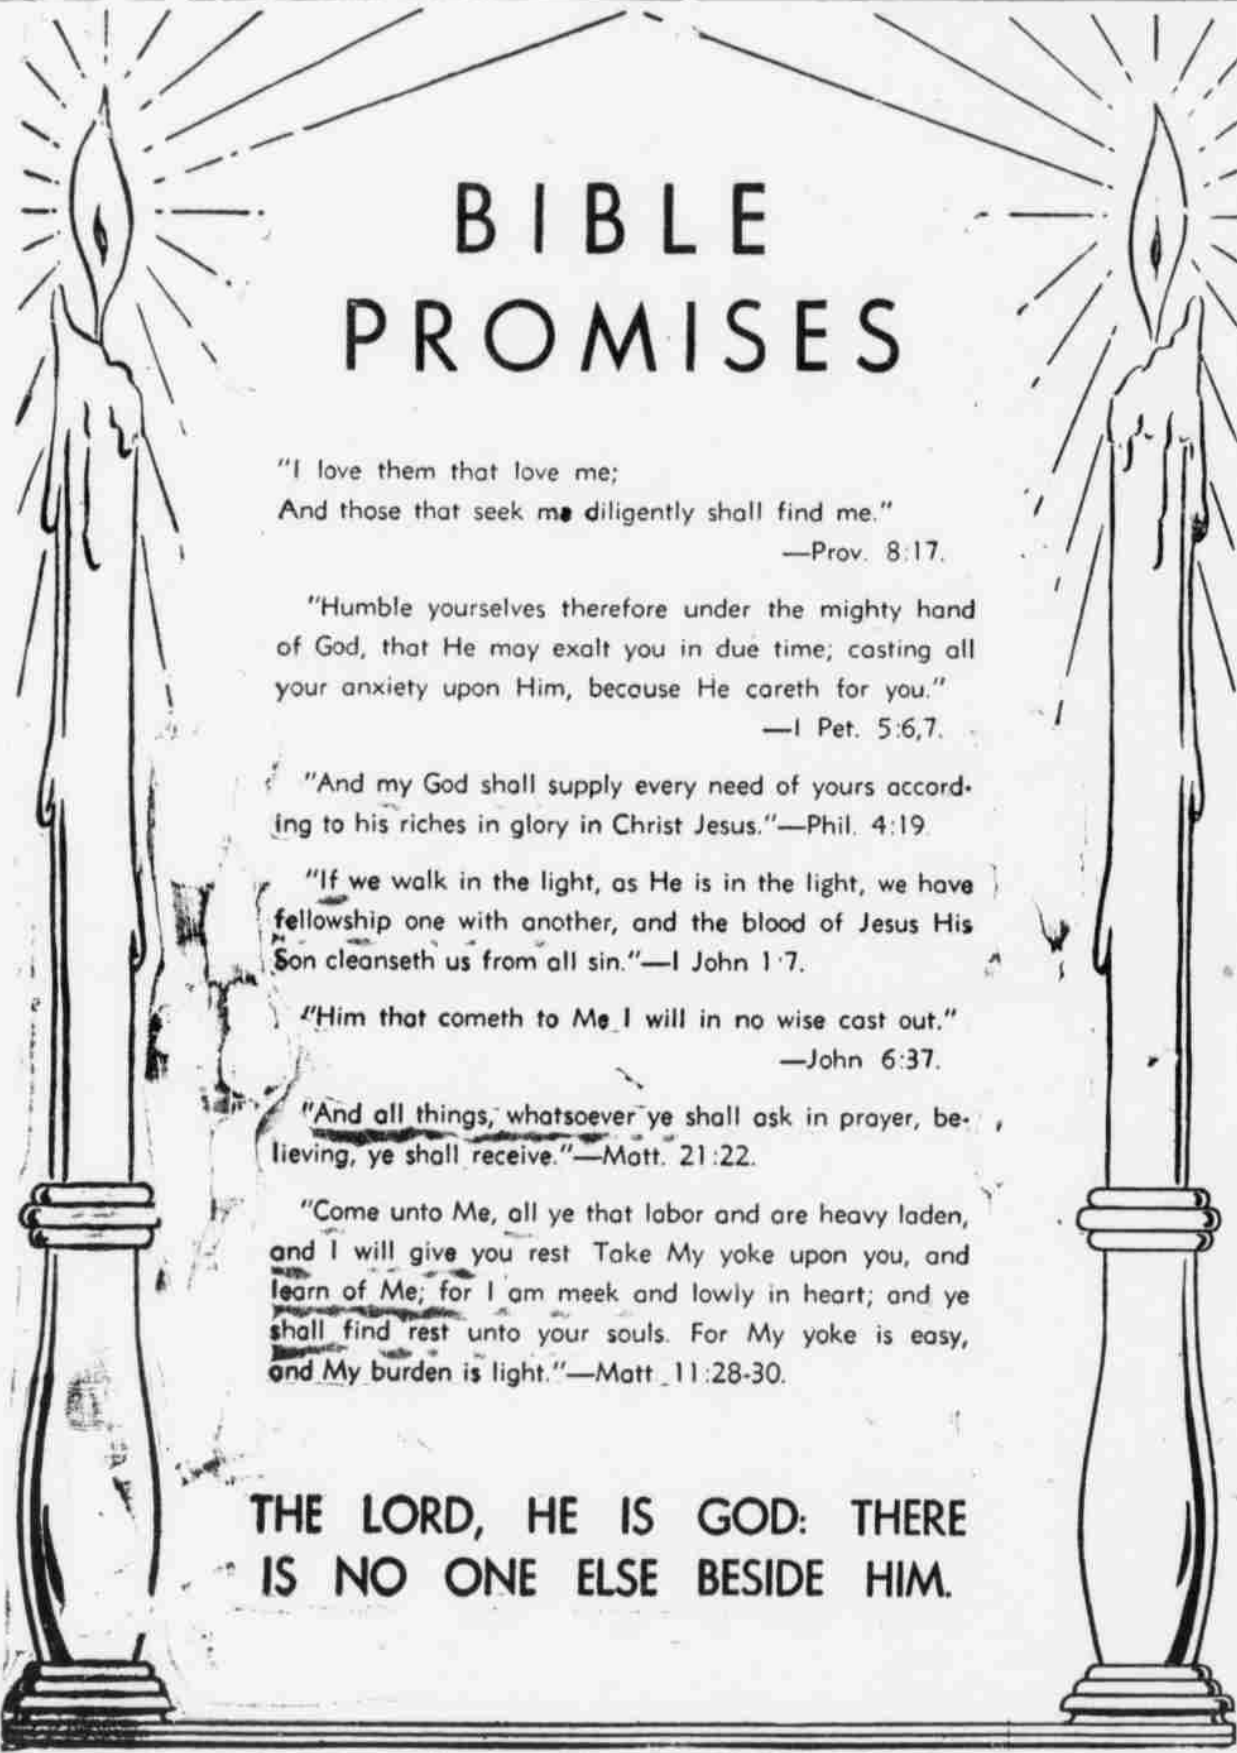 BIBLE
PROMISES
"I love them that love me;
And those that seek me diligently shall find me."
—Prov. 8:17.
"Humble yourselves therefore under the mighty hand
of God, that He may exalt you in due time; casting all
your anxiety upon Him, because He careth for you."
—I Pet. 5:6,7.
"And my God shall supply every need of yours accord-
ing to his riches in glory in Christ Jesus."—Phil. 4:19
"If we walk in the light, as He is in the light, we have
fellowship one with another, and the blood of Jesus His
Son cleanseth us from all sin."—I John 1:7.
"Him that cometh to Me I will in no wise cast out."
—John 6:37.
"And all things, whatsoever ye shall ask in prayer, be-
lieving, ye shall receive."—Matt. 21:22.
"Come unto Me, all ye that labor and are heavy laden,
and I will give you rest Take My yoke upon you, and
learn of Me; for I am meek and lowly in heart; and ye
shall find rest unto your souls. For My yoke is easy,
and My burden is light."—Matt. 11:28-30.
THE LORD, HE IS GOD: THERE
IS NO ONE ELSE BESIDE HIM.